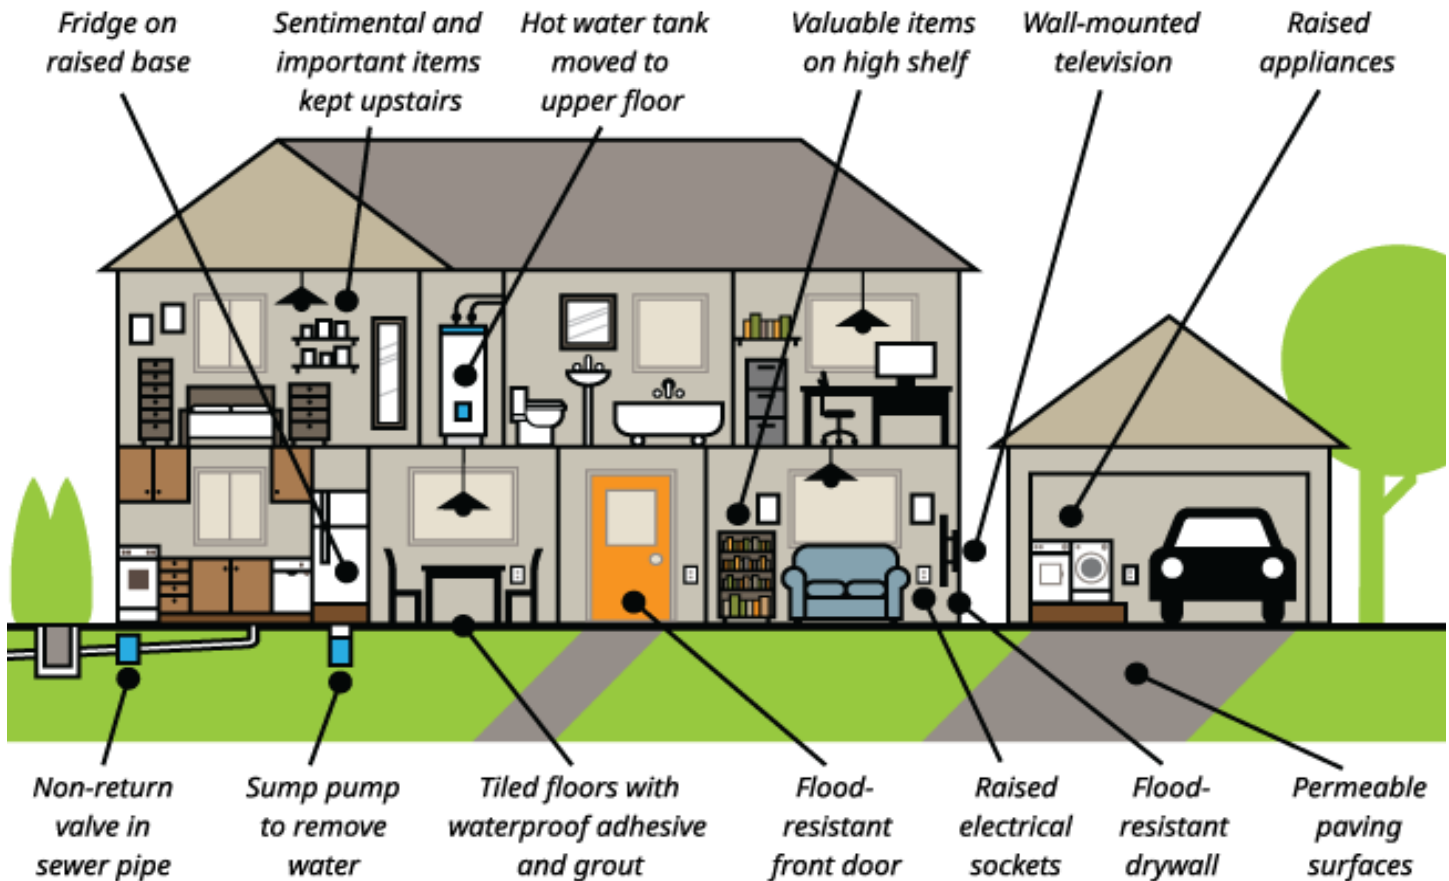 Fridge on
raised base
Sentimental and
important items
kept upstairs
Hot water tank
moved to
upper floor
Valuable items
on high shelf
Wall-mounted
television
Raised
appliances
Non-return
valve in
sewer pipe
Sump pump
to remove
water
Tiled floors with
waterproof adhesive
and grout
Flood-
resistant
front door
Raised
electrical
sockets
Flood-
resistant
drywall
Permeable
paving
surfaces